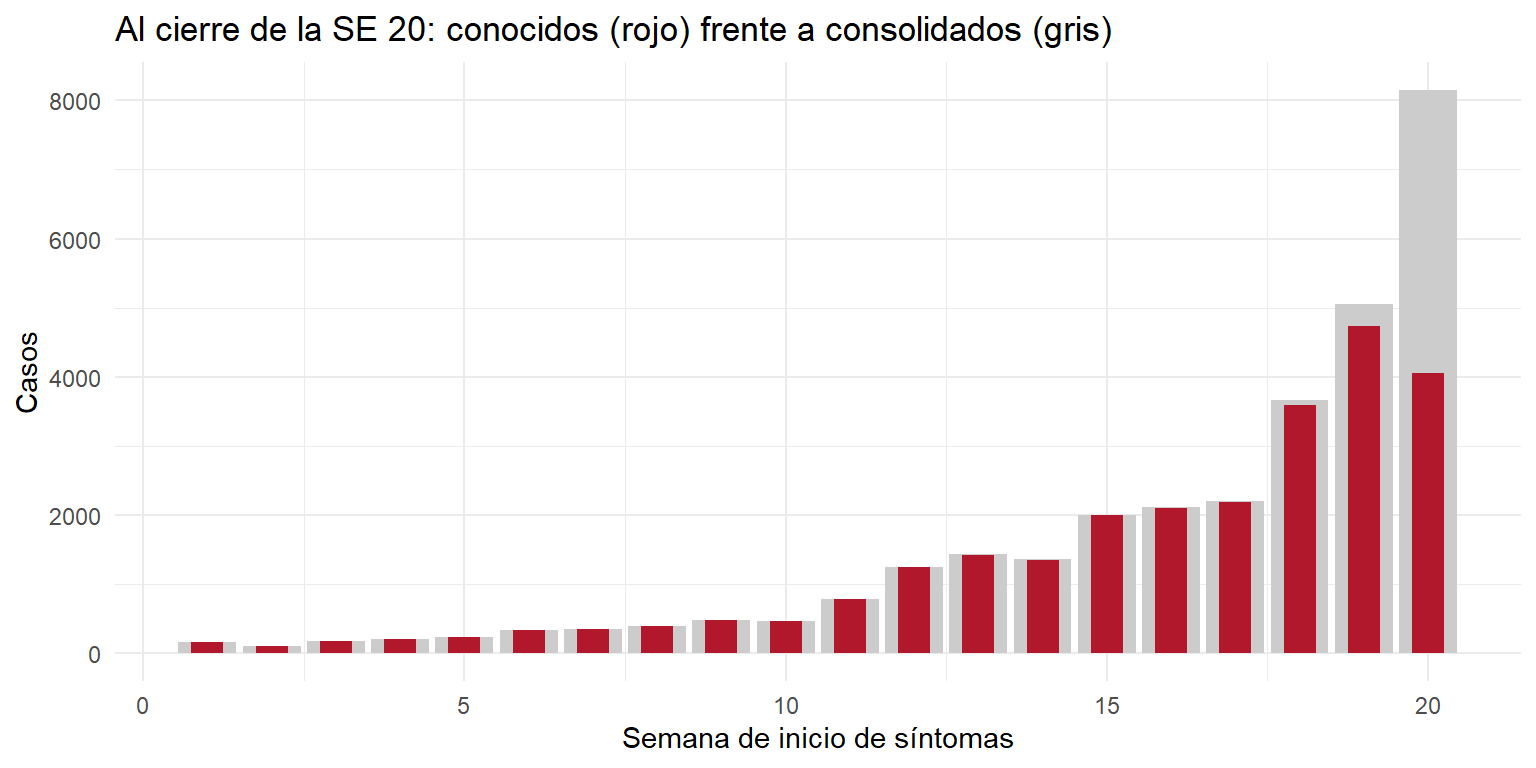 Al cierre de la SE 20: conocidos (rojo) frente a consolidados (gris)
Casos
8000
6000
4000
2000
0
0 5 10 15 20
Semana de inicio de síntomas